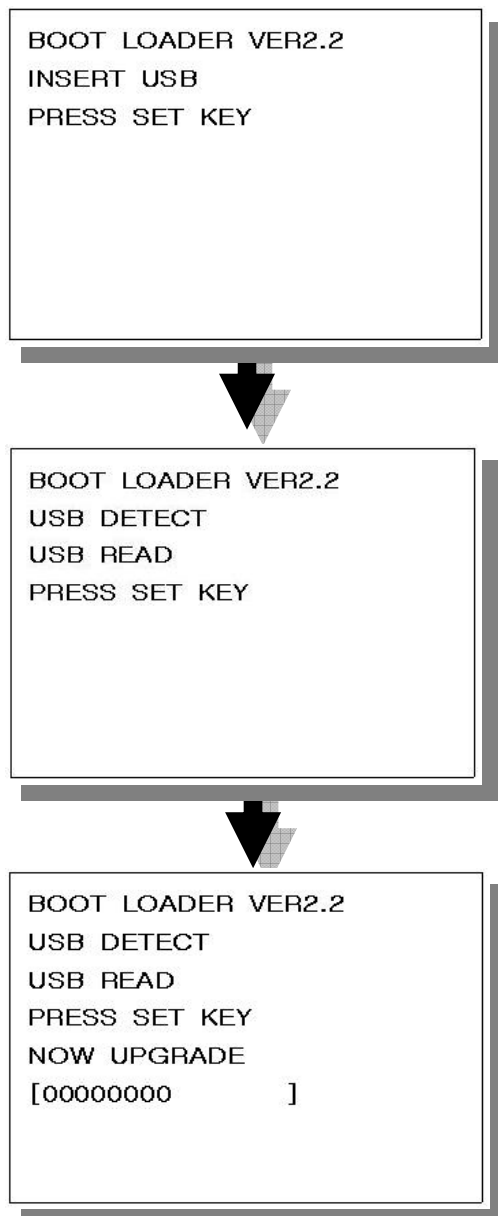 BOOT LOADER VER2.2
INSERT USB
PRESS SET KEY
BOOT LOADER VER2.2
USB DETECT
USB READ
PRESS SET KEY
BOOT LOADER VER2.2
USB DETECT
USB READ
PRESS SET KEY
NOW UPGRADE
[00000000 ]